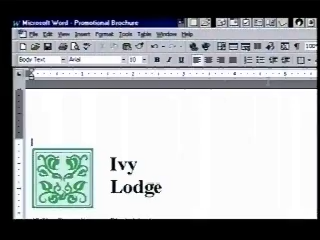 Microsoft Word - Promotional Brochure
File Edit View Insert Format Tools Table Window Help
100%
Body Text Arial 10 B I U
Ivy
Lodge